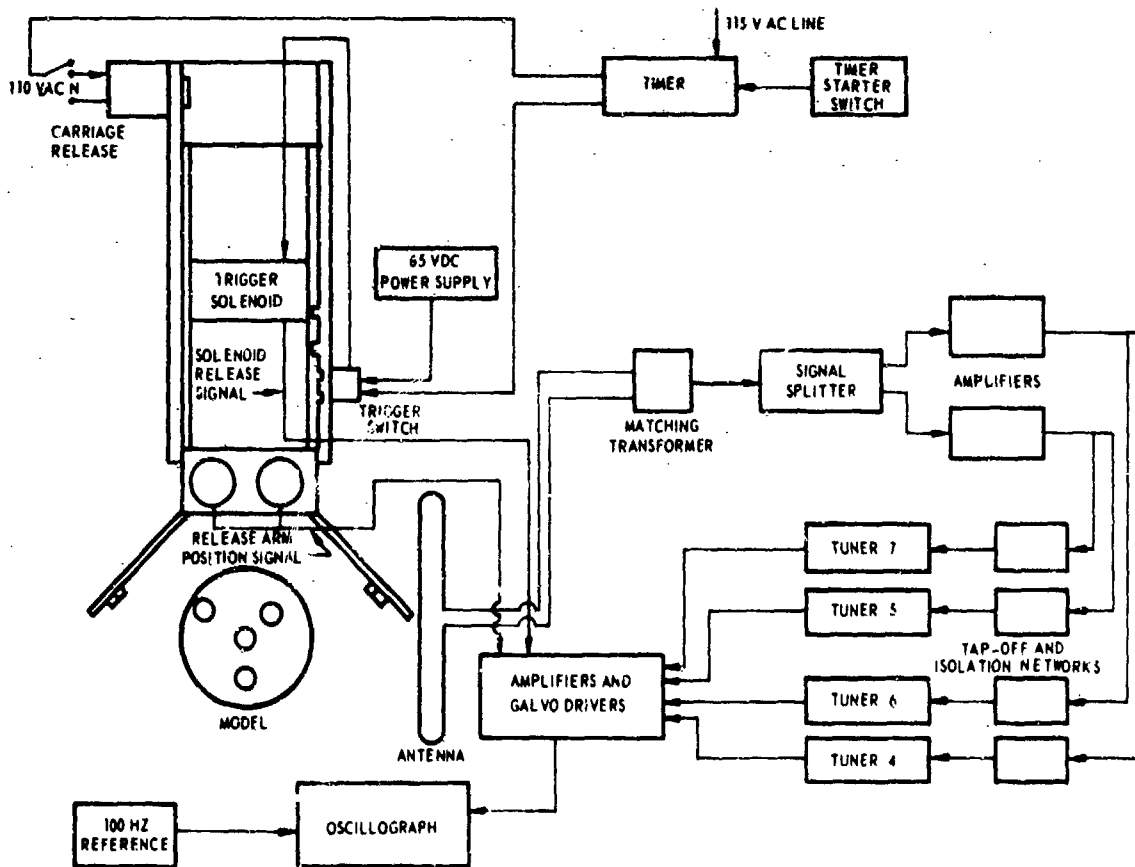 115 V AC LINE
110 VAC N
TIMER
TIMER
STARTER
SWITCH
CARRIAGE
RELEASE
65 VDC
POWER SUPPLY
TRIGGER
SOLENOID
SOLENOID
RELEASE
SIGNAL
TRIGGER
SWITCH
MATCHING
TRANSFORMER
SIGNAL
SPLITTER
AMPLIFIERS
RELEASE ARM
POSITION SIGNAL
TUNER 7
TUNER 5
TAP-OFF AND
ISOLATION NETWORKS
AMPLIFIERS AND
GALVO DRIVERS
TUNER 6
MODEL
ANTENNA
TUNER 4
100 HZ
REFERENCE
OSCILLOGRAPH